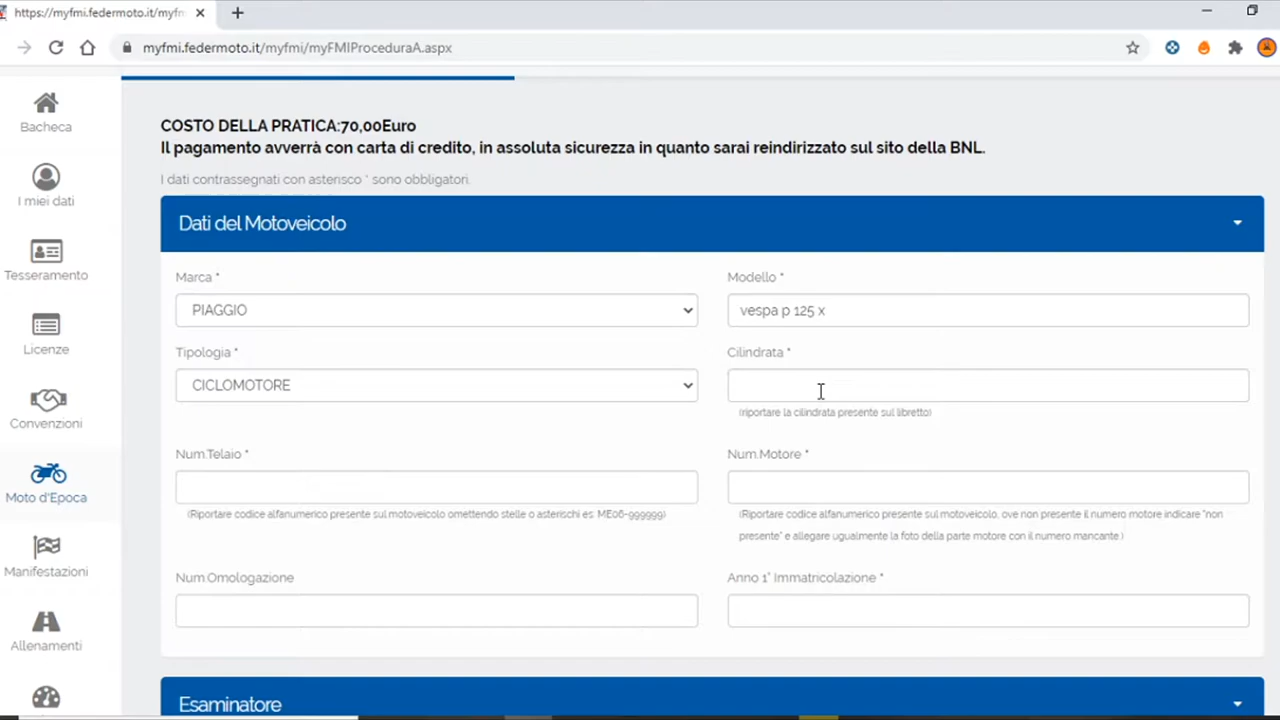 https://myfmi.federmoto.it/myfm
myfmi.federmoto.it/myfmi/myFMIProceduraA.aspx
Bacheca
I miei dati
Tesseramento
Licenze
Convenzioni
Moto d'Epoca
Manifestazioni
Allenamenti
COSTO DELLA PRATICA:70,00Euro
Il pagamento avverrà con carta di credito, in assoluta sicurezza in quanto sarai reindirizzato sul sito della BNL.
I dati contrassegnati con asterisco * sono obbligatori.
Dati del Motoveicolo
Marca *
Modello *
PIAGGIO
vespa p 125 x
Tipologia *
Cilindrata *
CICLOMOTORE
(riportare la cilindrata presente sul libretto)
Num.Telaio *
Num.Motore *
(Riportare codice alfanumerico presente sul motoveicolo omettendo stelle o asterischi es: ME06-999999)
(Riportare codice alfanumerico presente sul motoveicolo, ove non presente il numero motore indicare "non
presente" e allegare ugualmente la foto della parte motore con il numero mancante.)
Num.Omologazione
Anno 1° Immatricolazione *
Esaminatore